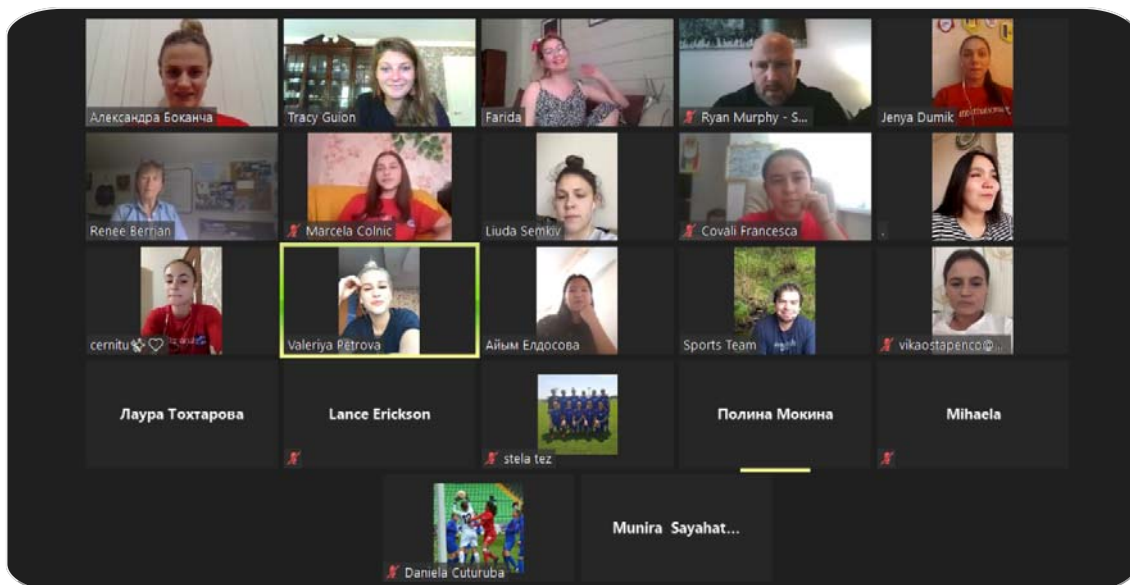 Александра Боканча
Tracy Guion
Farida
Ryan Murphy - S...
Jenya Dumik
Renee Berrian
Marcela Colnic
Liuda Semkiv
Covali Francesca
.
cernitu🕊♡
Valeriya Petrova
Айым Елдосова
Sports Team
vikaostapenco@...
Лаура Тохтарова
Lance Erickson
stela tez
Полина Мокина
Mihaela
Daniela Cuturuba
Munira Sayahat...